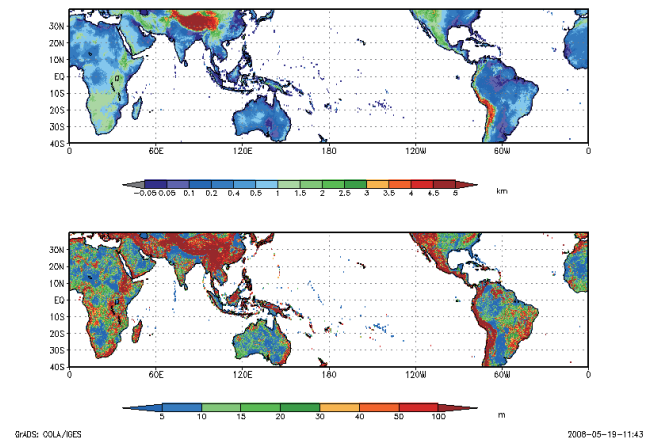 30N
20N
10N
EQ
10S
20S
30S
40S
0 60E 120E 180 120W 60W 0
-0.05 0.05 0.1 0.2 0.4 0.5 1 1.5 2 2.5 3 3.5 4 4.5 5 km
30N
20N
10N
EQ
10S
20S
30S
40S
0 60E 120E 180 120W 60W 0
5 10 15 20 30 40 50 100 m
GrADS: COLA/IGES 2008-05-19-11:43